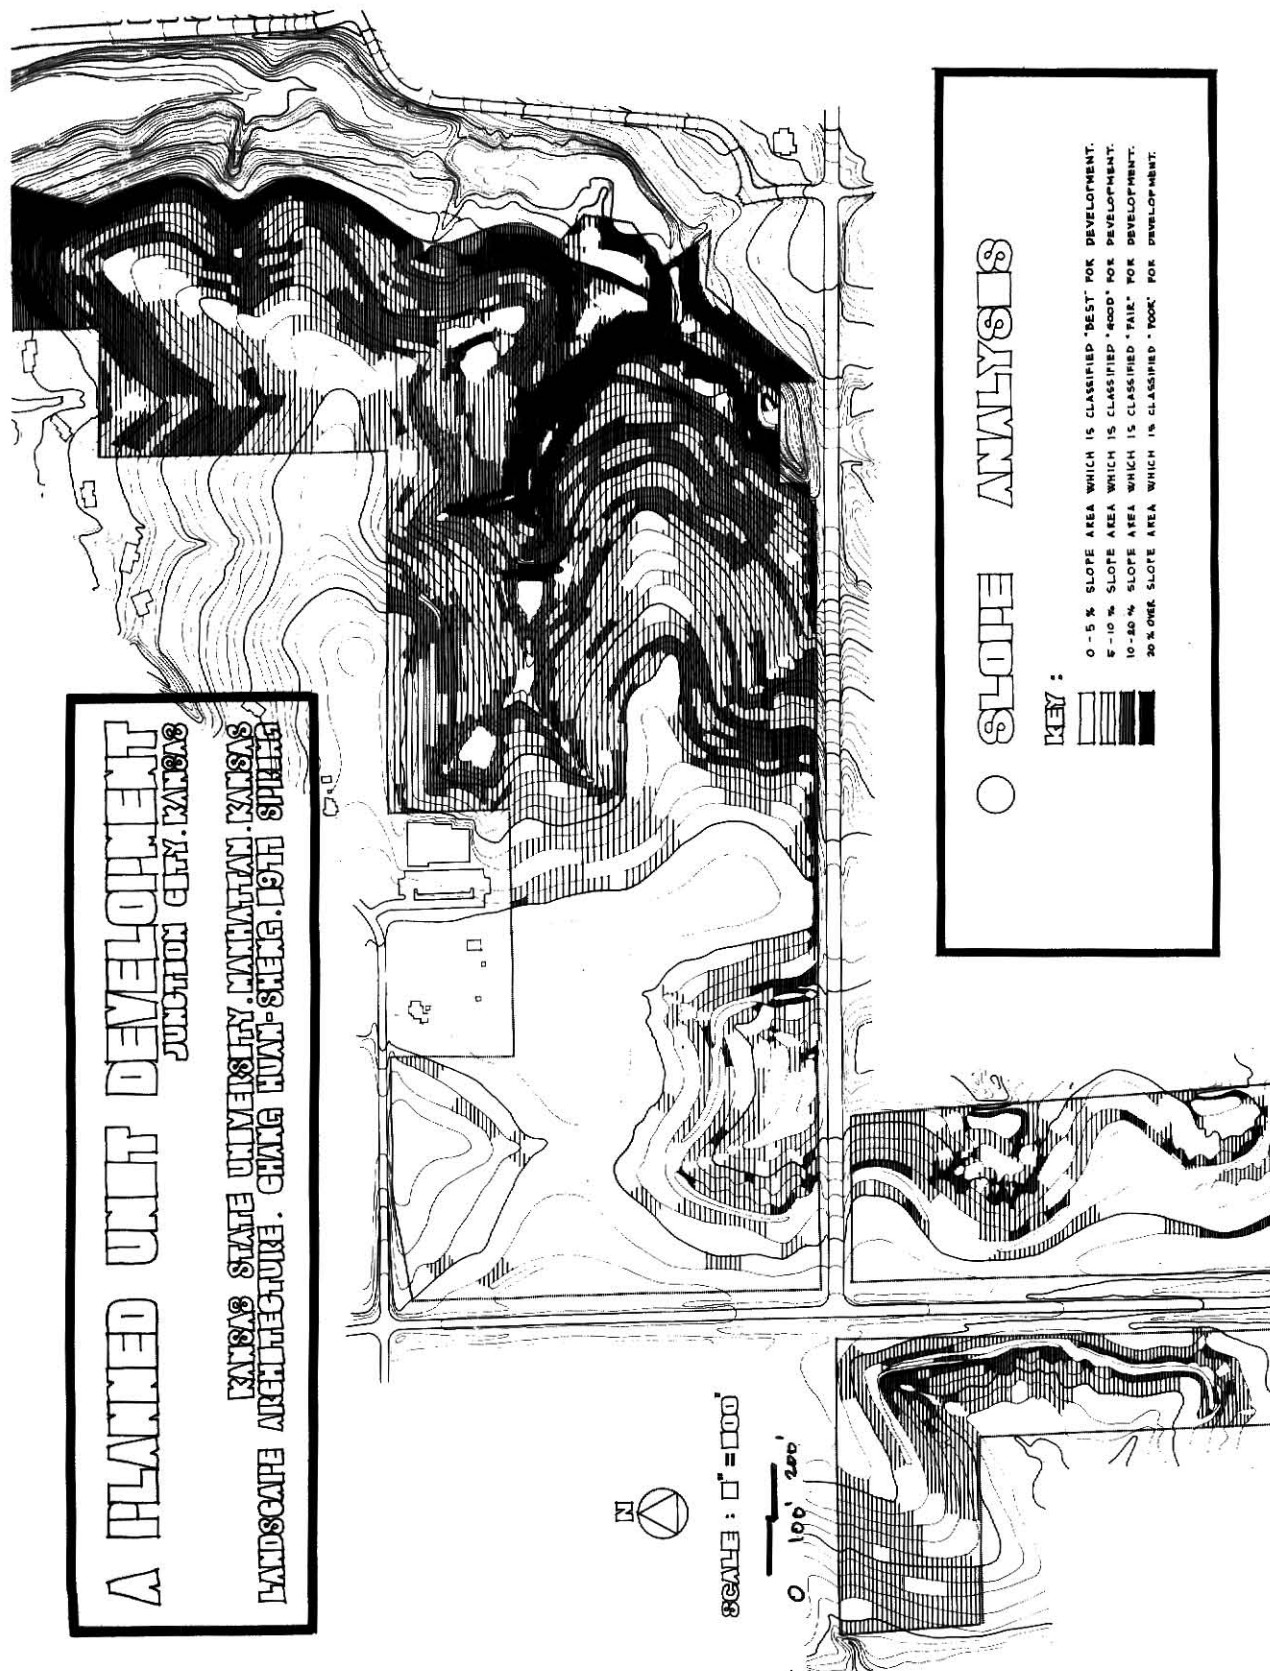 A PLANNED UNIT DEVELOPMENT
JUNCTION CITY. KANSAS
KANSAS STATE UNIVERSITY. MANHATTAN. KANSAS
LANDSCAPE ARCHITECTURE. CHANG HUAN-SHENG. 1977 SPRING
N
SCALE : 1" = 100'
0 100' 200'
SLOPE ANALYSIS
KEY :
0 - 5 % SLOPE AREA WHICH IS CLASSIFIED "BEST" FOR DEVELOPMENT.
5 - 10 % SLOPE AREA WHICH IS CLASSIFIED "GOOD" FOR DEVELOPMENT.
10 - 20 % SLOPE AREA WHICH IS CLASSIFIED "FAIR" FOR DEVELOPMENT.
20 % OVER SLOPE AREA WHICH IS CLASSIFIED "POOR" FOR DEVELOPMENT.